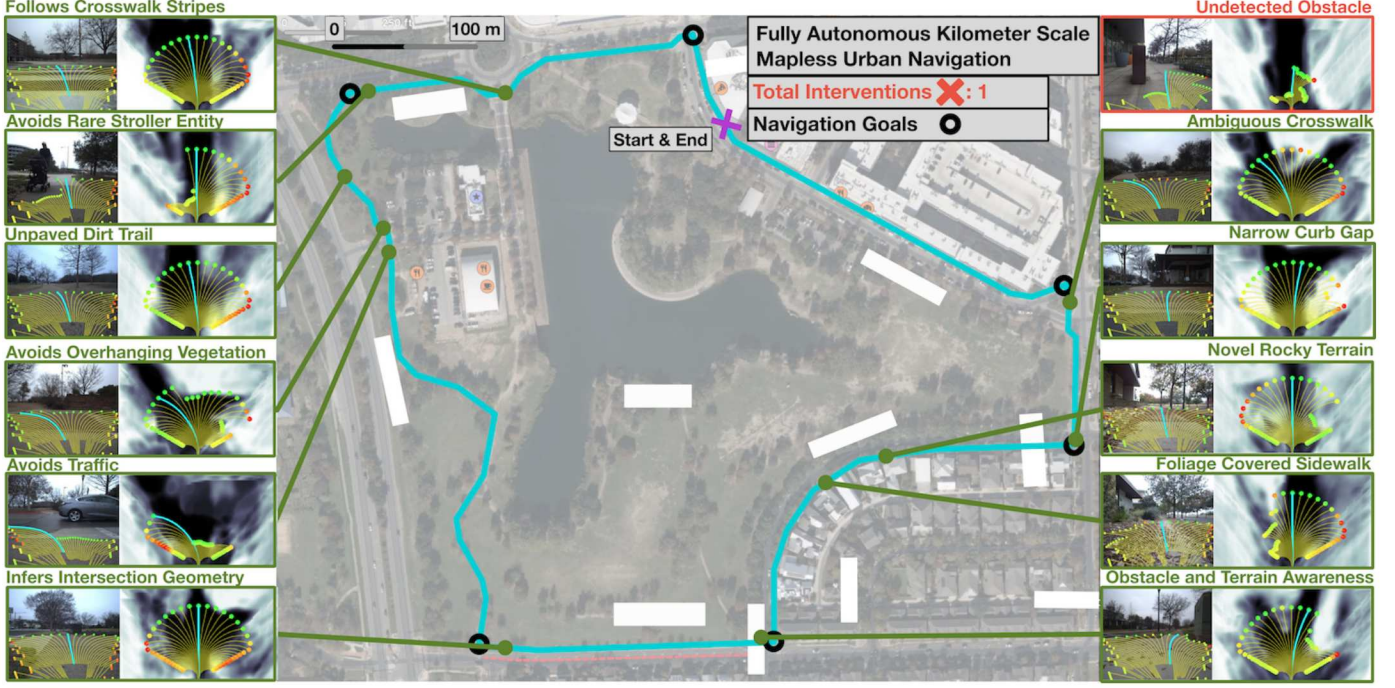 Follows Crosswalk Stripes
Avoids Rare Stroller Entity
Unpaved Dirt Trail
Avoids Overhanging Vegetation
Avoids Traffic
Infers Intersection Geometry
0
100 m
Start & End
Fully Autonomous Kilometer Scale
Mapless Urban Navigation
Total Interventions ❌: 1
Navigation Goals
Undetected Obstacle
Ambiguous Crosswalk
Narrow Curb Gap
Novel Rocky Terrain
Foliage Covered Sidewalk
Obstacle and Terrain Awareness